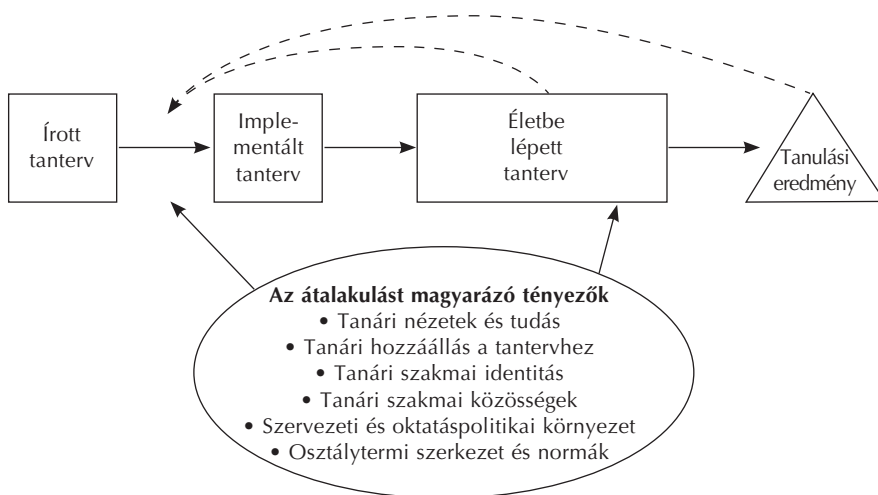 Írott
tanterv
Imple-
mentált
tanterv
Életbe
lépett
tanterv
Tanulási
eredmény
Az átalakulást magyarázó tényezők
• Tanári nézetek és tudás
• Tanári hozzáállás a tantervhez
• Tanári szakmai identitás
• Tanári szakmai közösségek
• Szervezeti és oktatáspolitikai környezet
• Osztálytermi szerkezet és normák